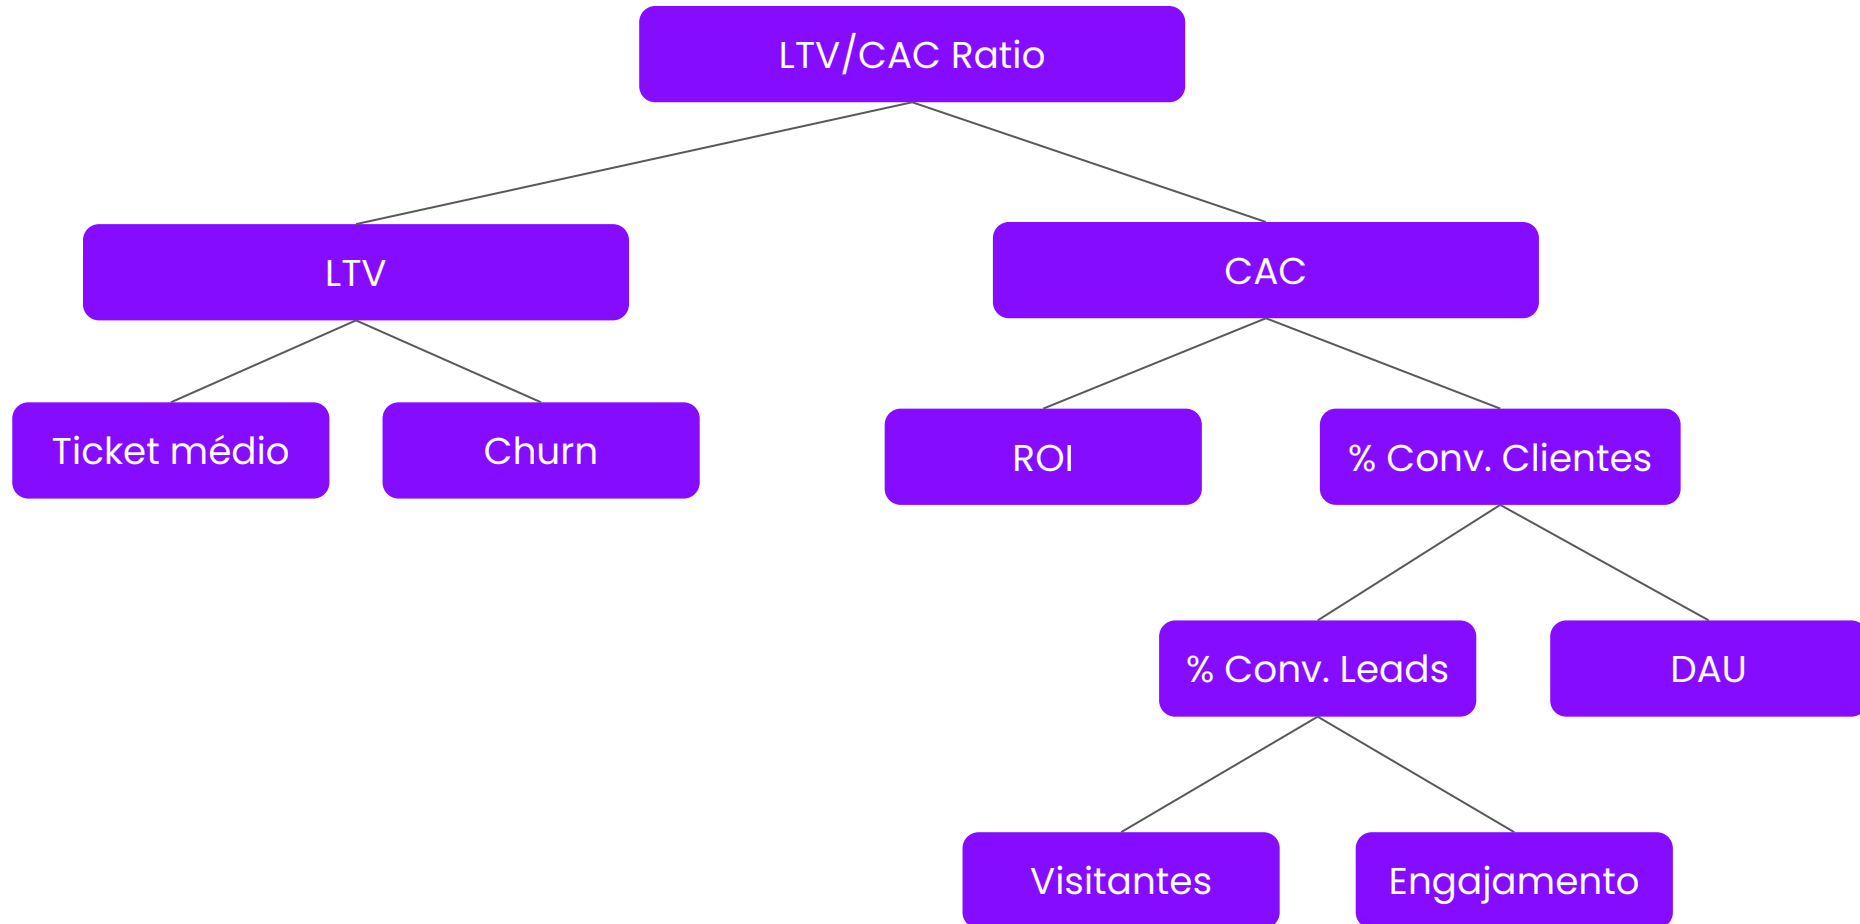 LTV/CAC Ratio
LTV
CAC
Ticket médio
Churn
ROI
% Conv. Clientes
% Conv. Leads
DAU
Visitantes
Engajamento